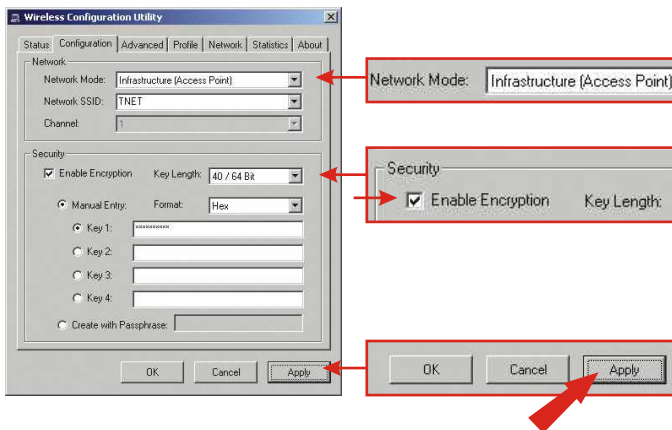 Wireless Configuration Utility
Status Configuration Advanced Profile Network Statistics About
Network
Network Mode: Infrastructure (Access Point)
Network SSID: TNET
Channel: 1
Security
Enable Encryption Key Length: 40 / 64 Bit
Manual Entry: Format: Hex
Key 1: **********
Key 2:
Key 3:
Key 4:
Create with Passphrase:
OK Cancel Apply
Network Mode: Infrastructure (Access Point)
Security
Enable Encryption Key Length:
OK Cancel Apply